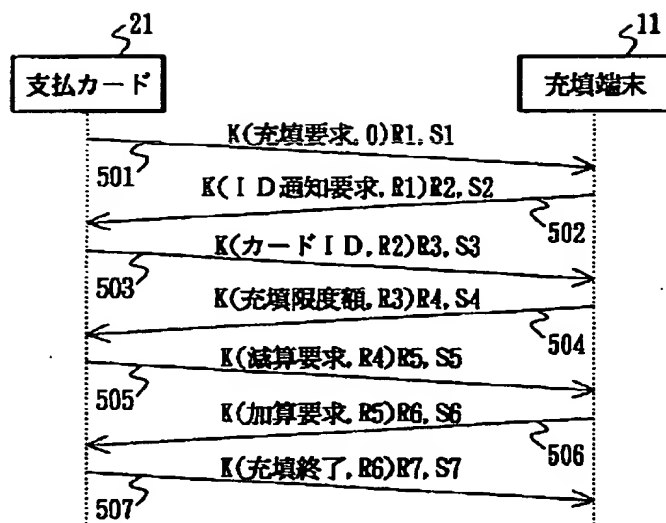 21
11
支払カード
充填端末
K(充填要求, 0)R1, S1
501
K(ID通知要求, R1)R2, S2
502
K(カードID, R2)R3, S3
503
K(充填限度額, R3)R4, S4
504
K(減算要求, R4)R5, S5
505
K(加算要求, R5)R6, S6
506
K(充填終了, R6)R7, S7
507